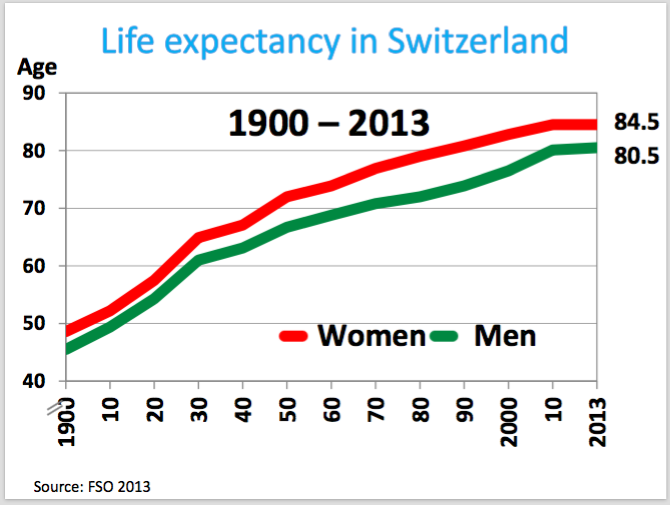 Life expectancy in Switzerland
Age
90
1900 – 2013
84.5
80
80.5
70
60
50
Women Men
40
1900 10 20 30 40 50 60 70 80 90 2000 10 2013
Source: FSO 2013